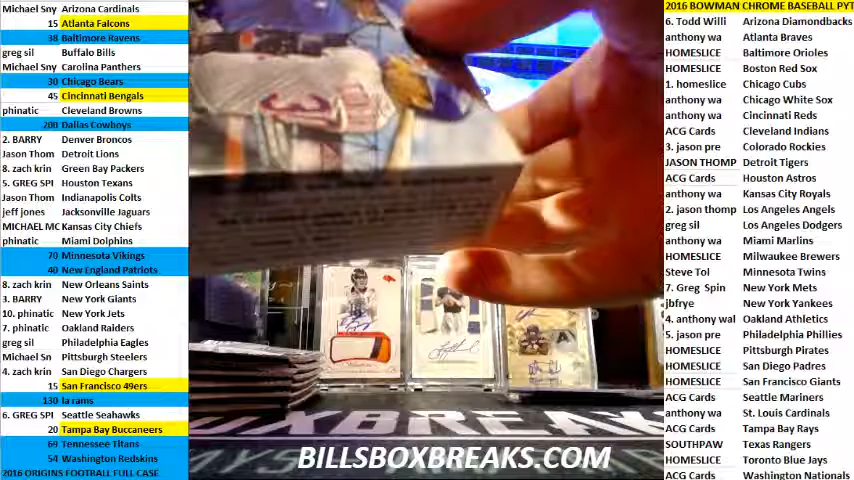 Michael Sny Arizona Cardinals
15 Atlanta Falcons
38 Baltimore Ravens
greg sil Buffalo Bills
Michael Sny Carolina Panthers
30 Chicago Bears
45 Cincinnati Bengals
phinatic Cleveland Browns
200 Dallas Cowboys
2. BARRY Denver Broncos
Jason Thom Detroit Lions
8. zach krin Green Bay Packers
5. GREG SPI Houston Texans
Jason Thom Indianapolis Colts
jeff jones Jacksonville Jaguars
MICHAEL MC Kansas City Chiefs
phinatic Miami Dolphins
70 Minnesota Vikings
40 New England Patriots
8. zach krin New Orleans Saints
3. BARRY New York Giants
10. phinatic New York Jets
7. phinatic Oakland Raiders
greg sil Philadelphia Eagles
Michael Sn Pittsburgh Steelers
4. zach krin San Diego Chargers
15 San Francisco 49ers
130 la rams
6. GREG SPI Seattle Seahawks
20 Tampa Bay Buccaneers
69 Tennessee Titans
54 Washington Redskins
2016 ORIGINS FOOTBALL FULL CASE
OXBREAK
BILLSBOXBREAKS.COM
2016 BOWMAN CHROME BASEBALL PYT
6. Todd Willi Arizona Diamondbacks
anthony wa Atlanta Braves
HOMESLICE Baltimore Orioles
HOMESLICE Boston Red Sox
1. homeslice Chicago Cubs
anthony wa Chicago White Sox
anthony wa Cincinnati Reds
ACG Cards Cleveland Indians
3. jason pre Colorado Rockies
JASON THOMP Detroit Tigers
ACG Cards Houston Astros
anthony wa Kansas City Royals
2. jason thomp Los Angeles Angels
greg sil Los Angeles Dodgers
anthony wa Miami Marlins
HOMESLICE Milwaukee Brewers
Steve Tol Minnesota Twins
7. Greg Spin New York Mets
jbfrye New York Yankees
4. anthony wal Oakland Athletics
5. jason pre Philadelphia Phillies
HOMESLICE Pittsburgh Pirates
HOMESLICE San Diego Padres
HOMESLICE San Francisco Giants
ACG Cards Seattle Mariners
anthony wa St. Louis Cardinals
ACG Cards Tampa Bay Rays
SOUTHPAW Texas Rangers
HOMESLICE Toronto Blue Jays
ACG Cards Washington Nationals